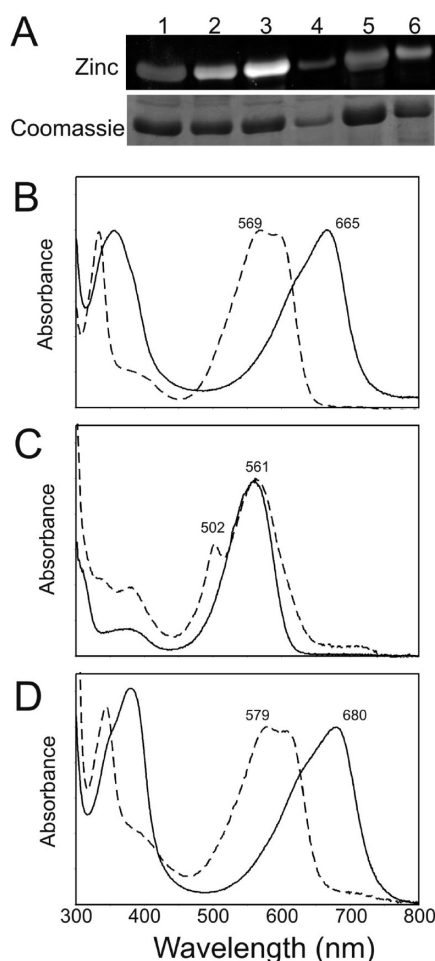 A
1 2 3 4 5 6
Zinc
Coomassie
B
569
665
Absorbance
C
561
502
Absorbance
D
579
680
Absorbance
300 400 500 600 700 800
Wavelength (nm)